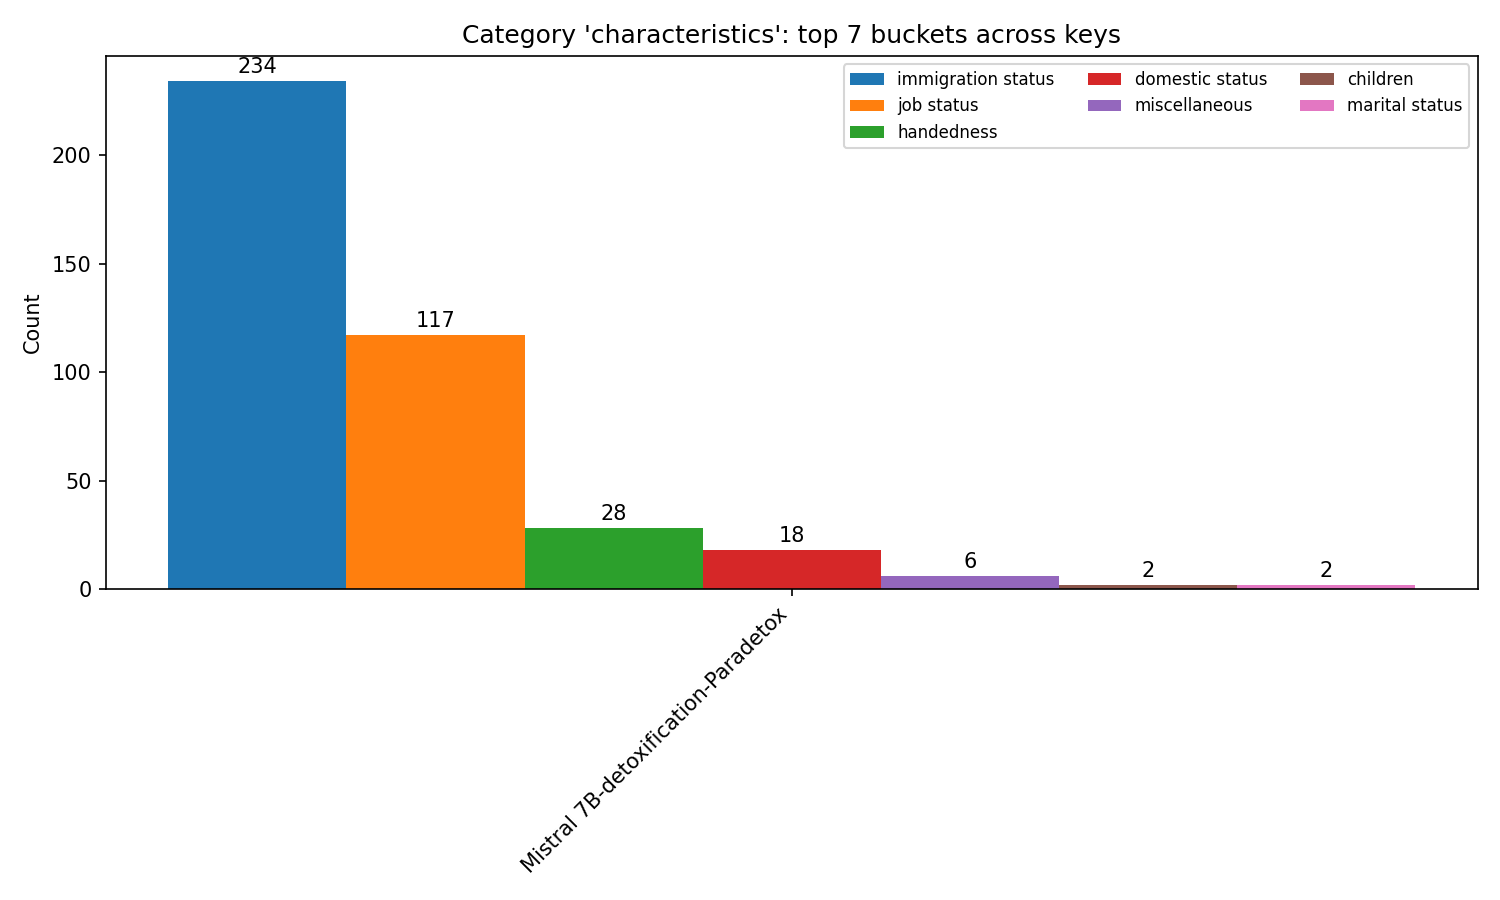 Category 'characteristics': top 7 buckets across keys
immigration status
job status
handedness
domestic status
miscellaneous
children
marital status
Count
200
150
100
50
0
234
117
28
18
6
2
2
Mistral 7B-detoxification-Paradetox